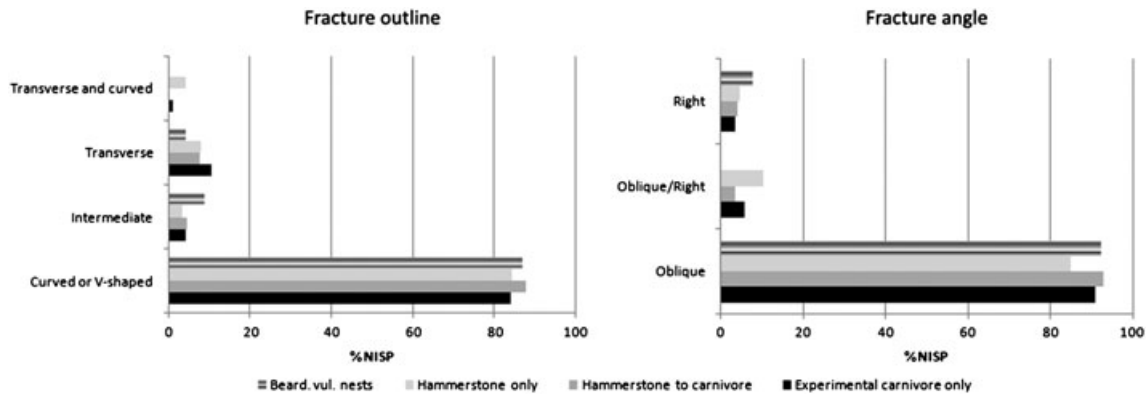 Fracture outline
Transverse and curved
Transverse
Intermediate
Curved or V-shaped
0 20 40 60 80 100
%NISP
Fracture angle
Right
Oblique/Right
Oblique
0 20 40 60 80 100
%NISP
Beard. vul. nests Hammerstone only Hammerstone to carnivore Experimental carnivore only